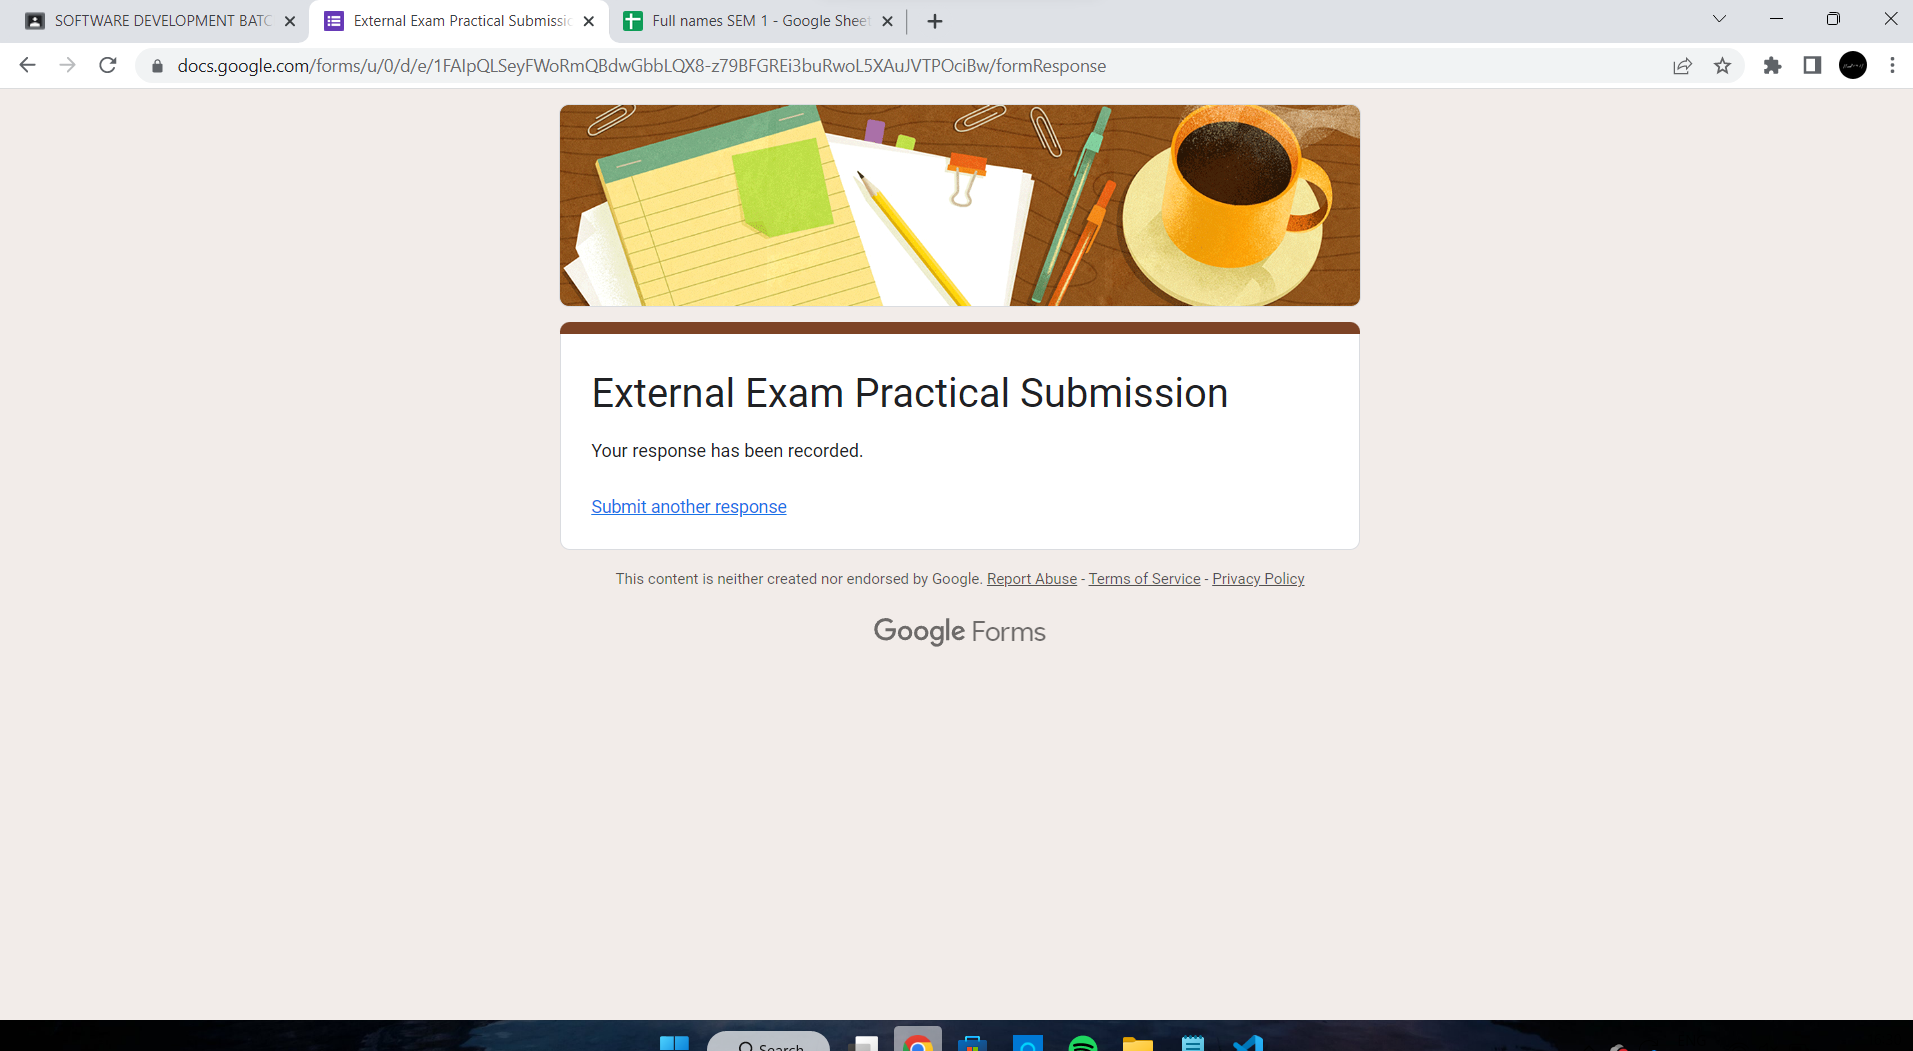 SOFTWARE DEVELOPMENT BATC
External Exam Practical Submissio
Full names SEM 1 - Google Sheet
docs.google.com/forms/u/0/d/e/1FAIpQLSeyFWoRmQBdwGbbLQX8-z79BFGREi3buRwoL5XAuJVTPOciBw/formResponse
External Exam Practical Submission
Your response has been recorded.
Submit another response
This content is neither created nor endorsed by Google. Report Abuse - Terms of Service - Privacy Policy
Google Forms
Search